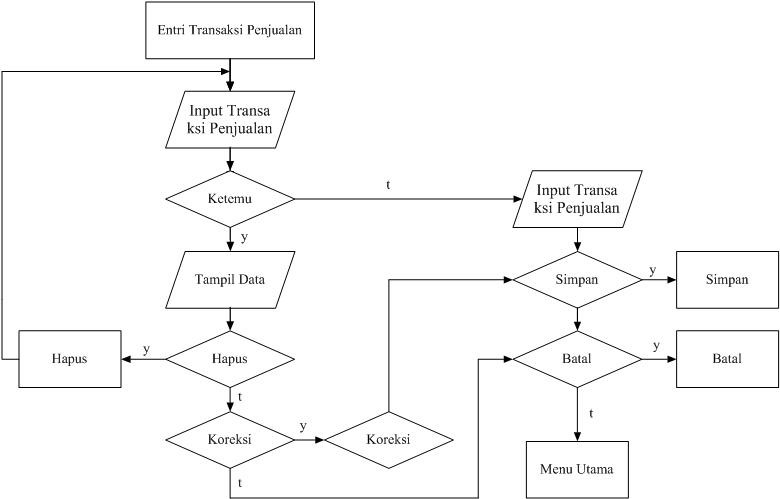 Entri Transaksi Penjualan
Input Transa
ksi Penjualan
Ketemu
t
Input Transa
ksi Penjualan
y
Tampil Data
Simpan
y
Simpan
Hapus
y
Hapus
Batal
y
Batal
t
t
Koreksi
y
Koreksi
t
Menu Utama